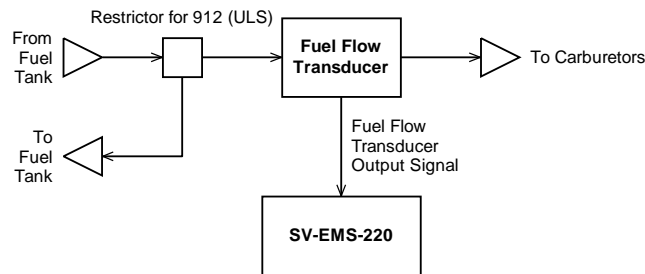 Restrictor for 912 (ULS)
From
Fuel
Tank
Fuel Flow
Transducer
To Carburetors
To
Fuel
Tank
Fuel Flow
Transducer
Output Signal
SV-EMS-220